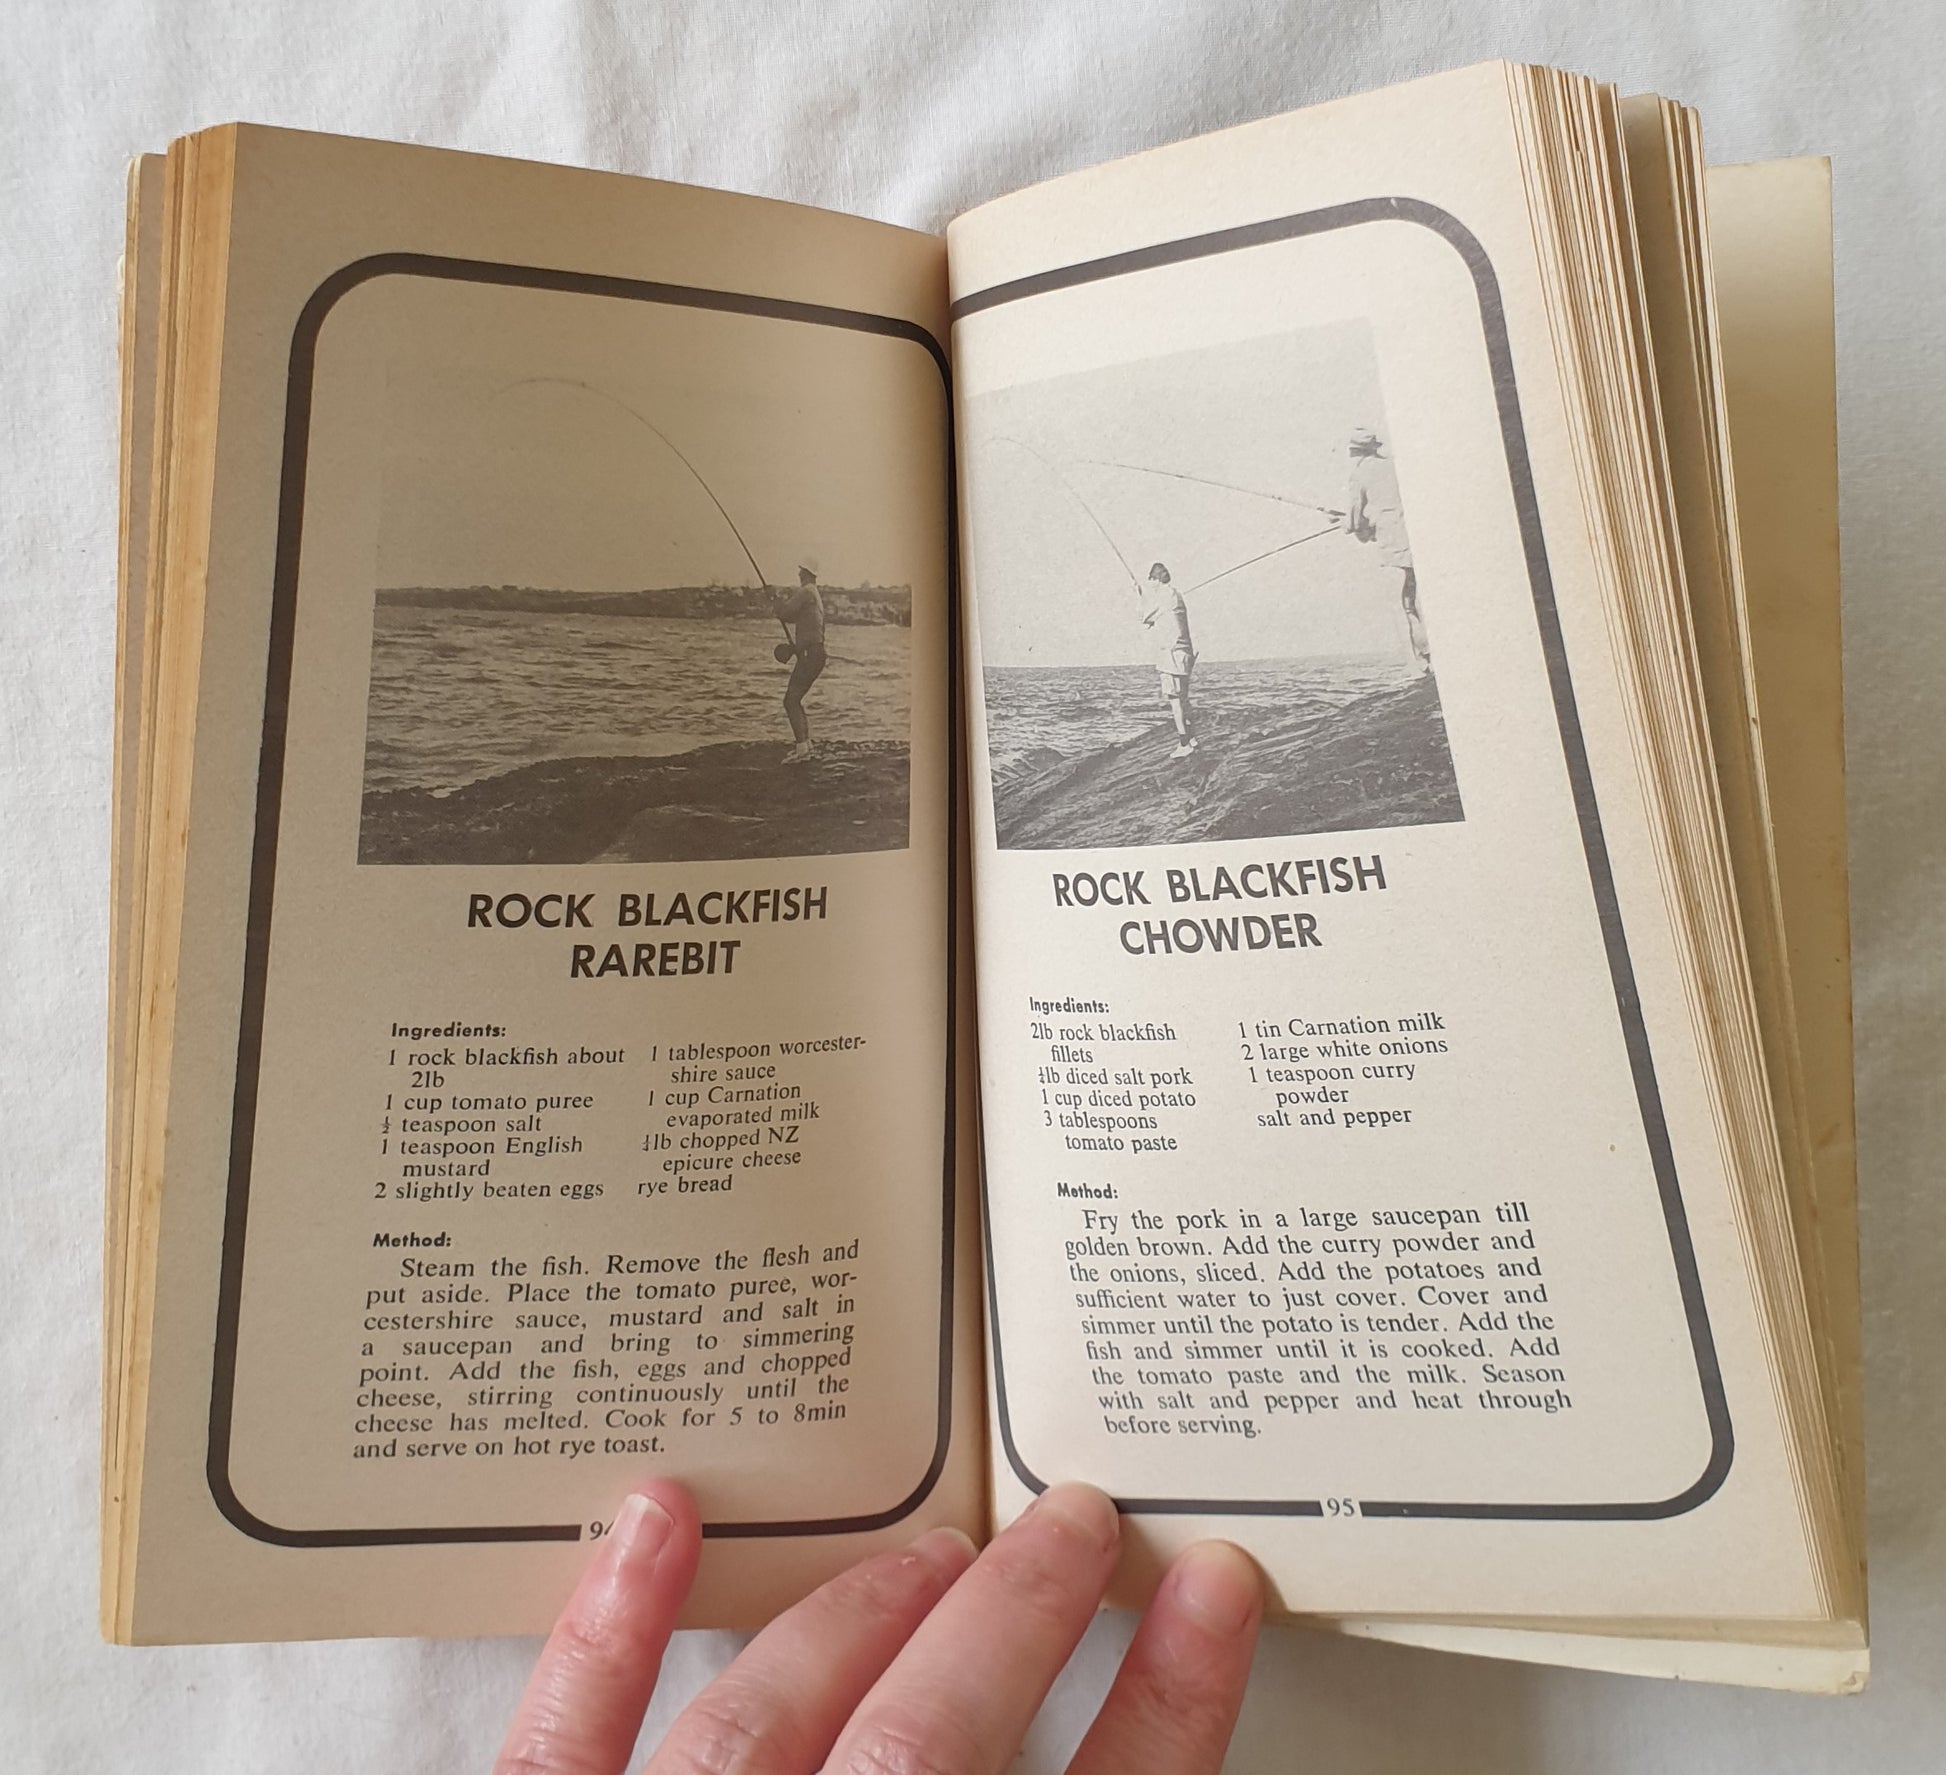 ROCK BLACKFISH
RAREBIT
Ingredients:
1 rock blackfish about
2lb
1 cup tomato puree
½ teaspoon salt
1 teaspoon English
mustard
2 slightly beaten eggs
1 tablespoon worcester-
shire sauce
1 cup Carnation
evaporated milk
lb chopped NZ
epicure cheese
rye bread
Method:
Steam the fish. Remove the flesh and
put aside. Place the tomato puree, wor-
cestershire sauce, mustard and salt in
a saucepan and bring to simmering
point. Add the fish, eggs and chopped
cheese, stirring continuously until the
cheese has melted. Cook for 5 to 8min
and serve on hot rye toast.
ROCK BLACKFISH
CHOWDER
Ingredients:
2lb rock blackfish
fillets
lb diced salt pork
1 cup diced potato
3 tablespoons
tomato paste
1 tin Carnation milk
2 large white onions
1 teaspoon curry
powder
salt and pepper
Method:
Fry the pork in a large saucepan till
golden brown. Add the curry powder and
the onions, sliced. Add the potatoes and
sufficient water to just cover. Cover and
simmer until the potato is tender. Add the
fish and simmer until it is cooked. Add
the tomato paste and the milk. Season
with salt and pepper and heat through
before serving.
95